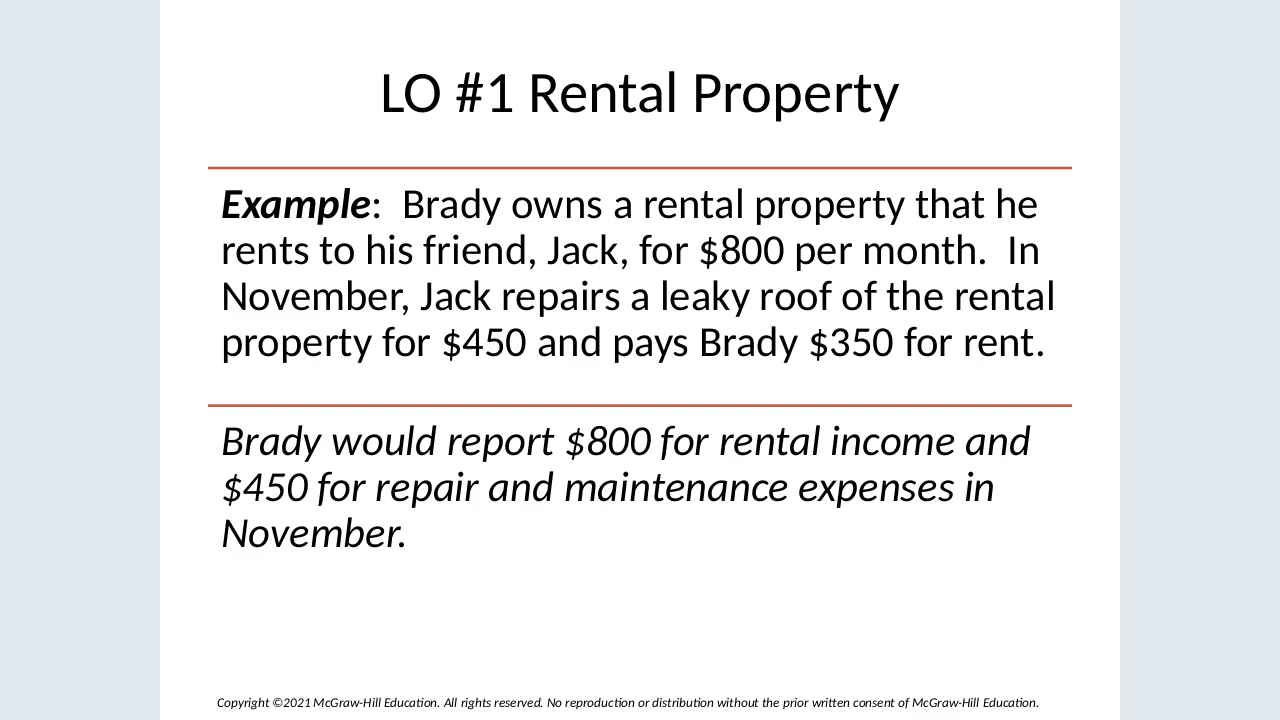 LO #1 Rental Property
Example:  Brady owns a rental property that he
rents to his friend, Jack, for $800 per month.  In
November, Jack repairs a leaky roof of the rental
property for $450 and pays Brady $350 for rent.
Brady would report $800 for rental income and
$450 for repair and maintenance expenses in
November.
Copyright ©2021 McGraw-Hill Education. All rights reserved. No reproduction or distribution without the prior written consent of McGraw-Hill Education.